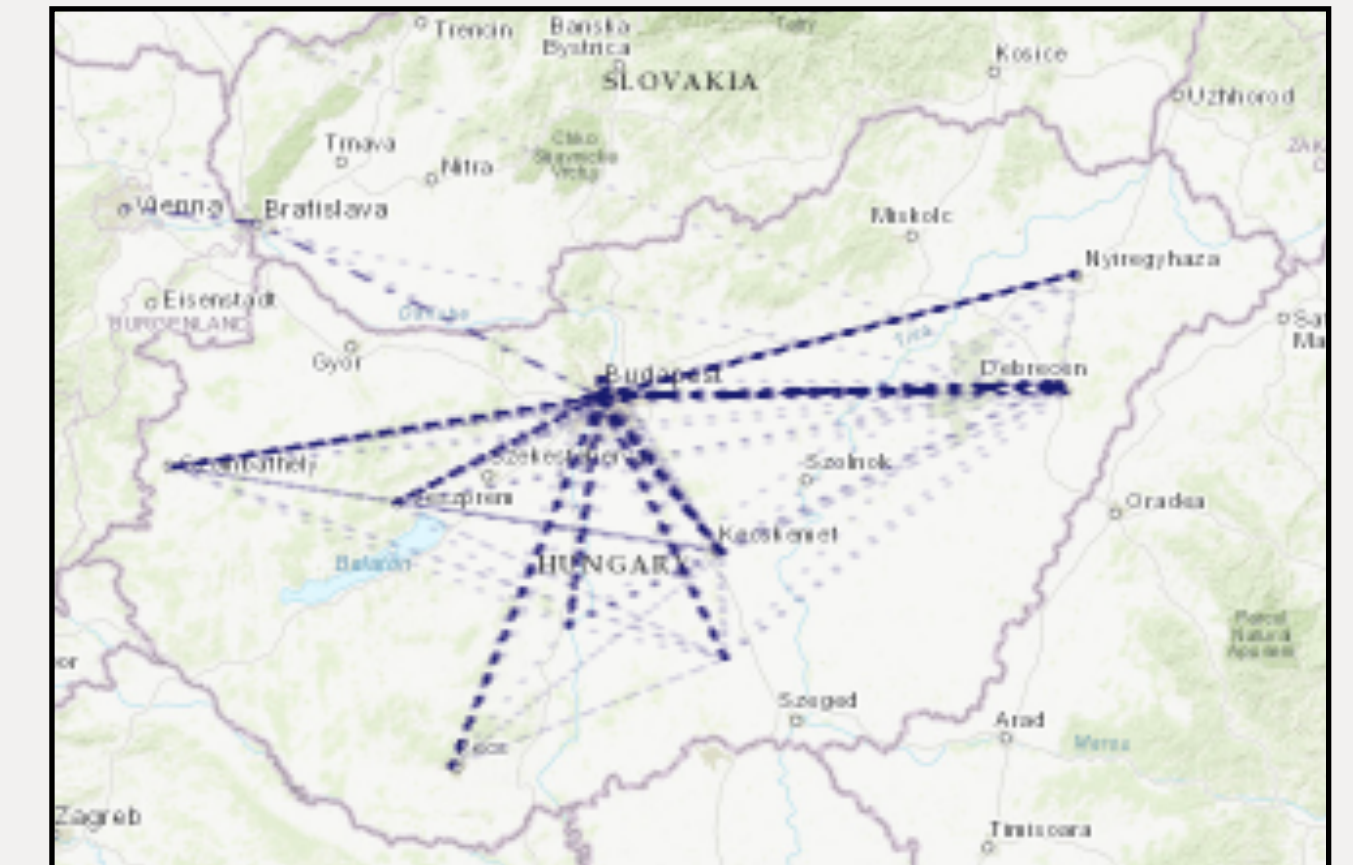 Trencin
Banska
Bystrica
SLOVAKIA
Kosice
Uzhhorod
Trnava
Nitra
Vienna
Bratislava
Miskolc
Nyiregyhaza
Eisenstadt
BURGENLAND
Danube
Gyor
Budapest
Debrecen
Szombathely
Szolnok
Veszprem
Oradea
Kecskemet
Balaton
HUNGARY
Szeged
Arad
Pecs
Zagreb
Timisoara